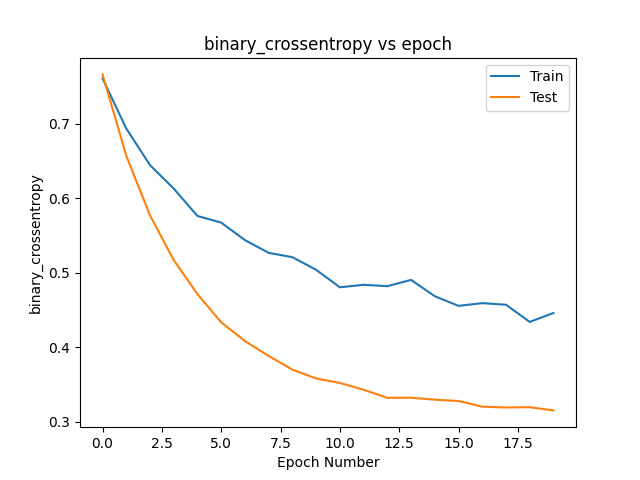 binary_crossentropy vs epoch
Train
Test
0.7
0.6
0.5
0.4
0.3
binary_crossentropy
0.0 2.5 5.0 7.5 10.0 12.5 15.0 17.5
Epoch Number